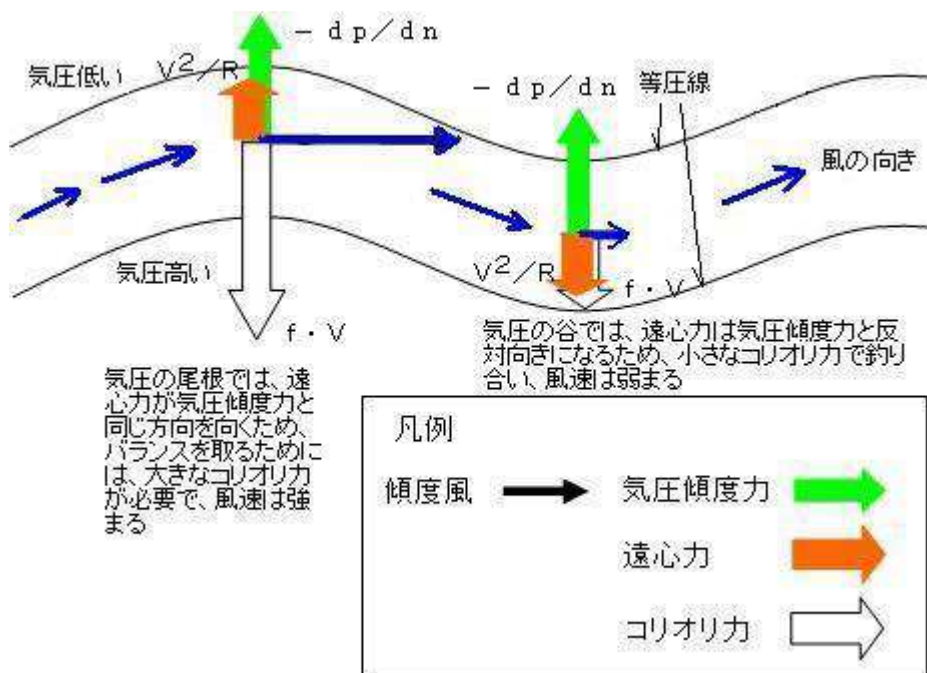 －ｄｐ／ｄｎ
Ｖ２／Ｒ
気圧低い
－ｄｐ／ｄｎ
等圧線
風の向き
気圧高い
Ｖ２／Ｒ
ｆ・Ｖ
ｆ・Ｖ
気圧の谷では、遠心力は気圧傾度力と反
対向きになるため、小さなコリオリ力で釣り
合い、風速は弱まる
気圧の尾根では、遠
心力が気圧傾度力と
同じ方向を向くため、
バランスを取るために
は、大きなコリオリ力
が必要で、風速は強
まる
凡例
傾度風
気圧傾度力
遠心力
コリオリ力